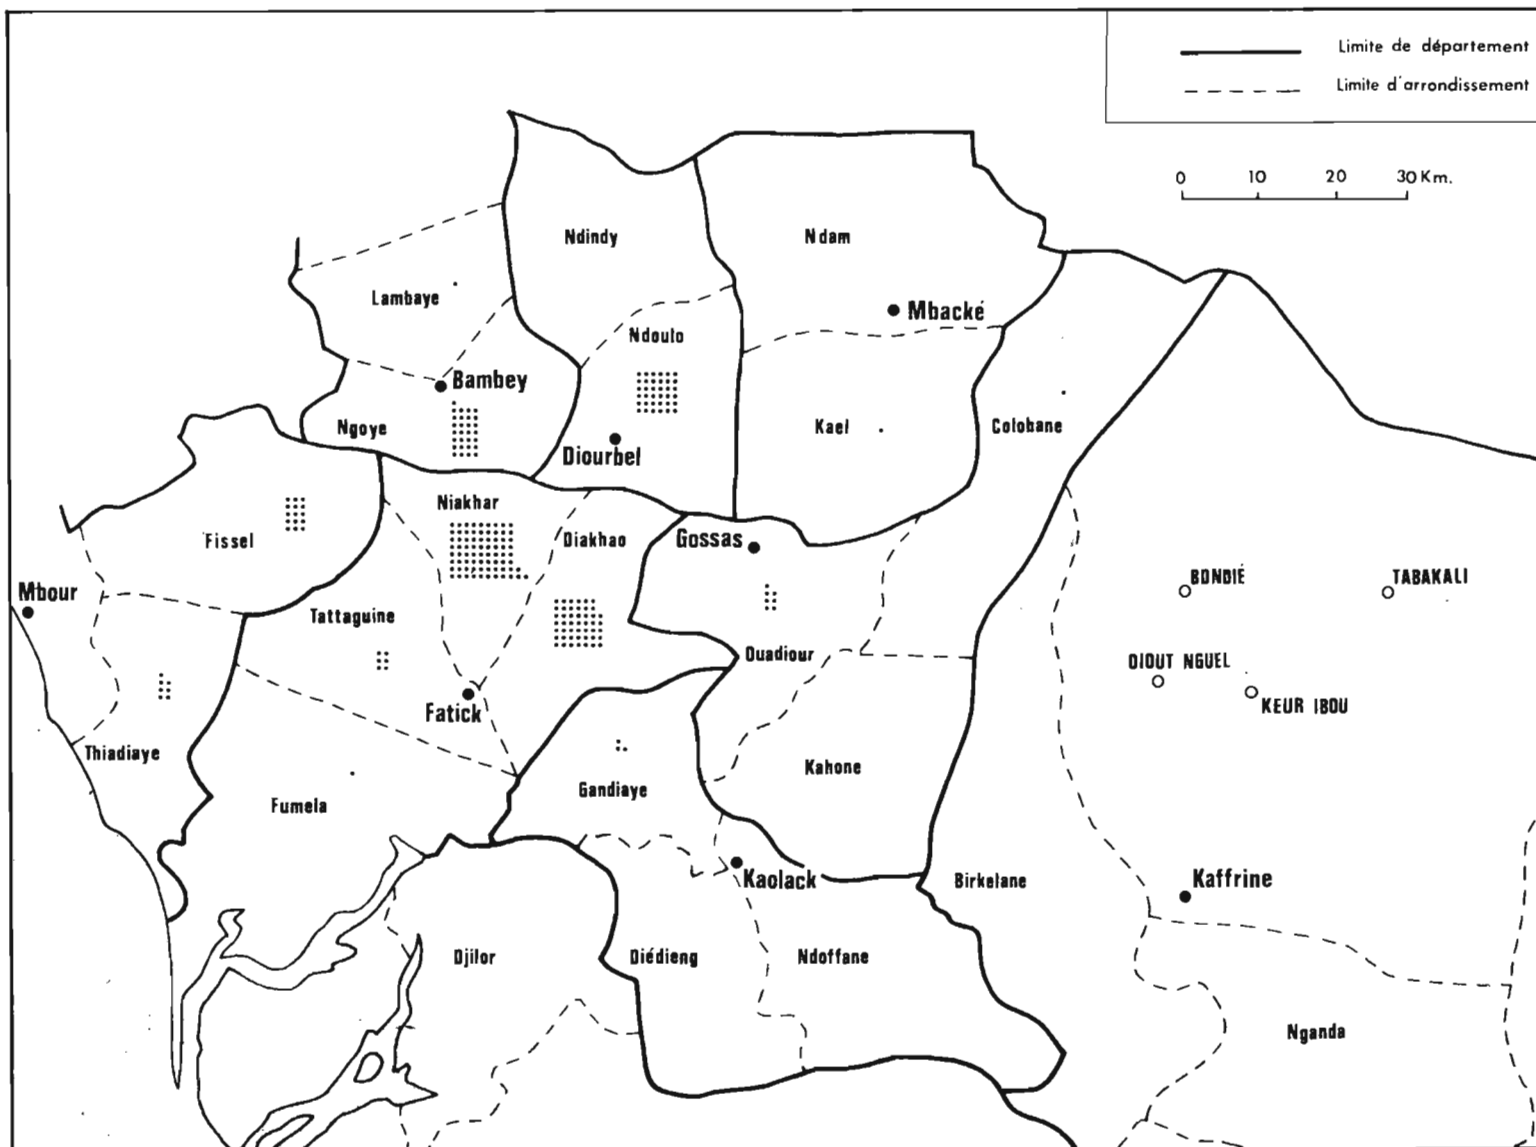 Limite de département
Limite d'arrondissement
0 10 20 30 Km.
Ndindy
Ndam
Lambaye
Mbacké
Ndoulo
Bambey
Ngoye
Kael
Colobane
Diourbel
Niakhar
Fissel
Diakhao
Gossas
Mbour
BONDIÉ
TABAKALI
Tattaguine
Ouadiour
DIOUT NGUEL
KEUR IBOU
Fatick
Thiadiaye
Kahone
Gandiaye
Fumela
Kaolack
Birkelane
Kaffrine
Djilor
Diédieng
Ndoffane
Nganda